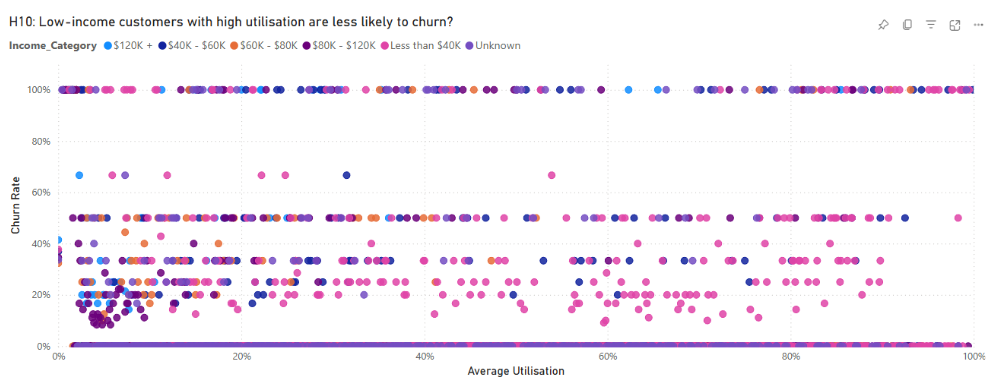 H10: Low-income customers with high utilisation are less likely to churn?
Income_Category $120K + $40K - $60K $60K - $80K $80K - $120K Less than $40K Unknown
100%
80%
60%
40%
20%
0%
Churn Rate
0% 20% 40% 60% 80% 100%
Average Utilisation